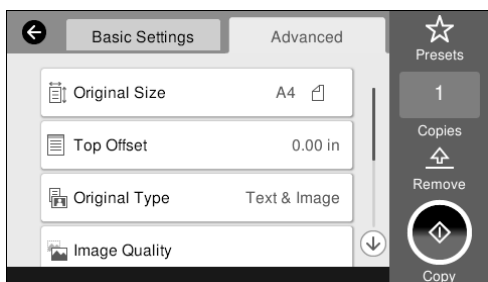 Basic Settings
Advanced
Original Size
A4
Top Offset
0.00 in
Original Type
Text & Image
Image Quality
Presets
1
Copies
Remove
Copy